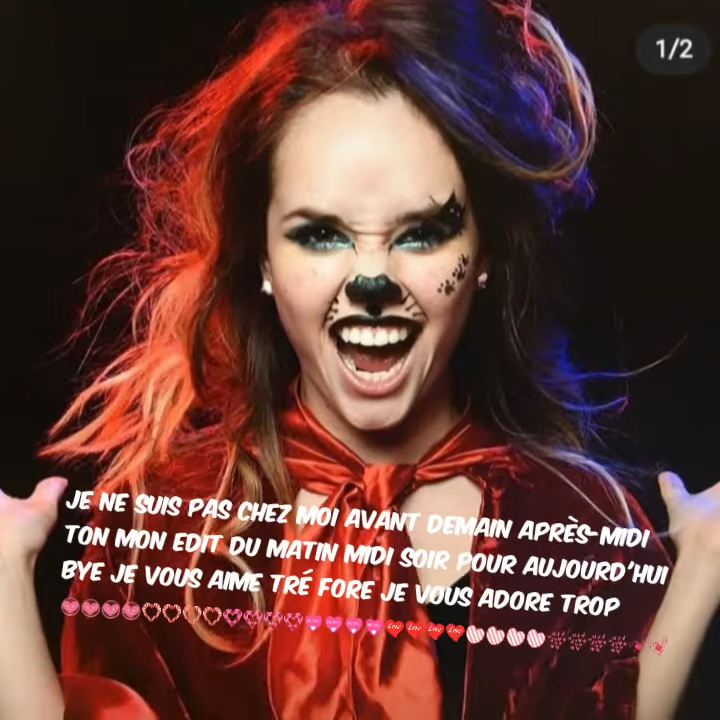 1/2
JE NE SUIS PAS CHEZ MOI AVANT DEMAIN APRÈS-MIDI
TON MON EDIT DU MATIN MIDI SOIR POUR AUJOURD'HUI
BYE JE VOUS AIME TRÉ FORE JE VOUS ADORE TROP